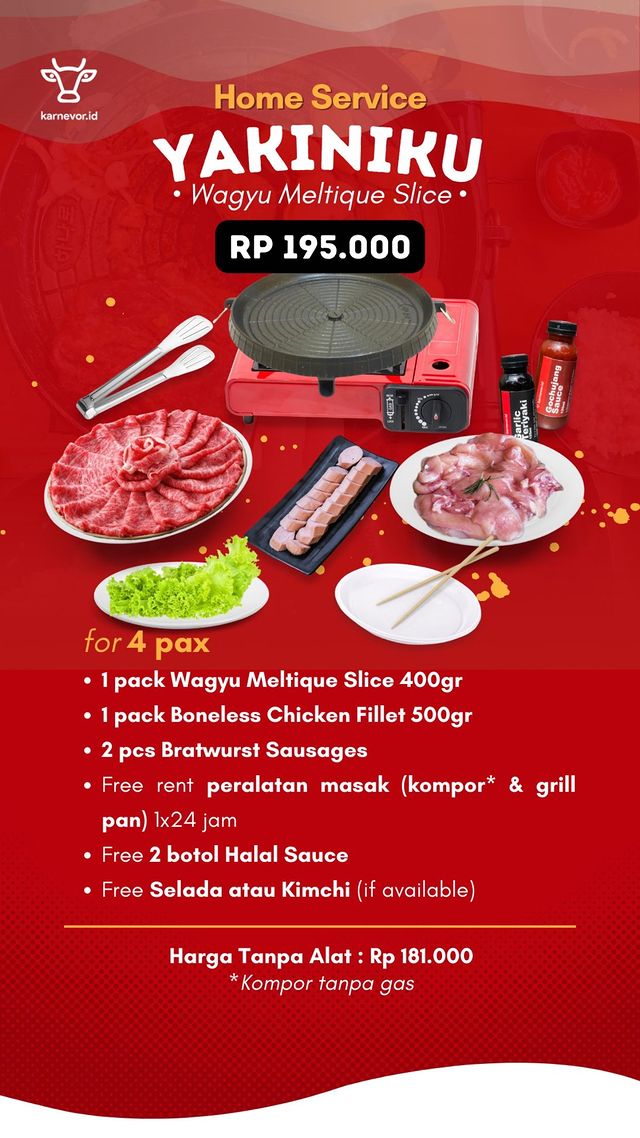 karnevor.id
Home Service
YAKINIKU
• Wagyu Meltique Slice •
RP 195.000
Garlic
Teriyaki
Gochujang
Sauce
for 4 pax
• 1 pack Wagyu Meltique Slice 400gr
• 1 pack Boneless Chicken Fillet 500gr
• 2 pcs Bratwurst Sausages
• Free rent peralatan masak (kompor* & grill
pan) 1x24 jam
• Free 2 botol Halal Sauce
• Free Selada atau Kimchi (if available)
Harga Tanpa Alat : Rp 181.000
*Kompor tanpa gas